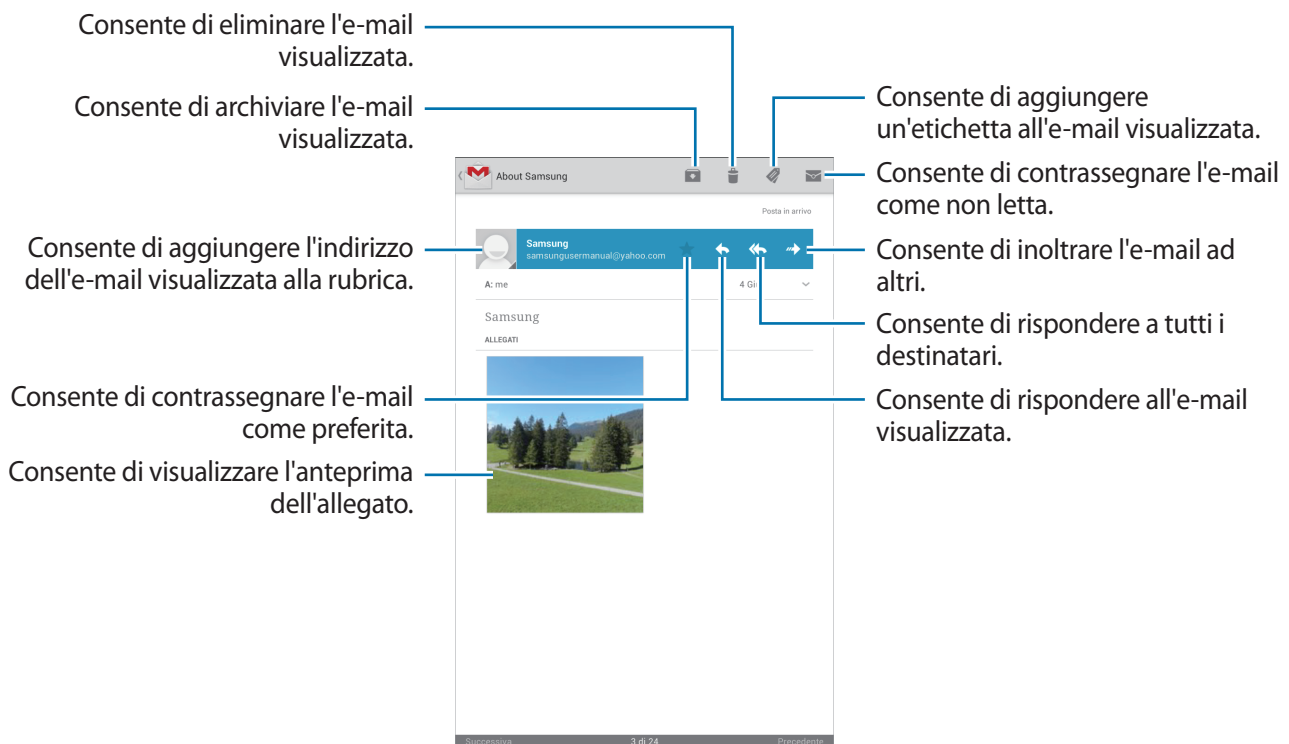 Consente di eliminare l'e-mail
visualizzata.
Consente di archiviare l'e-mail
visualizzata.
Consente di aggiungere
un'etichetta all'e-mail visualizzata.
Consente di contrassegnare l'e-mail
come non letta.
About Samsung
Posta in arrivo
Consente di aggiungere l'indirizzo
dell'e-mail visualizzata alla rubrica.
Samsung
samsungusermanual@yahoo.com
Consente di inoltrare l'e-mail ad
altri.
A: me
4
Samsung
ALLEGATI
Consente di rispondere a tutti i
destinatari.
Consente di contrassegnare l'e-mail
come preferita.
Consente di rispondere all'e-mail
visualizzata.
Consente di visualizzare l'anteprima
dell'allegato.
Successiva
3 di 24
Precedente